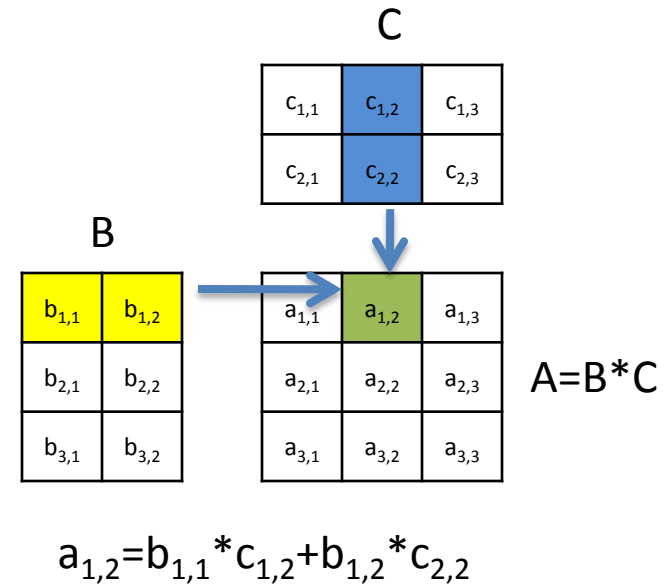 C
c1,1 c1,2 c1,3
c2,1 c2,2 c2,3
B
b1,1 b1,2 a1,1 a1,2 a1,3
b2,1 b2,2 a2,1 a2,2 a2,3
A=B*C
b3,1 b3,2 a3,1 a3,2 a3,3
a1,2=b1,1*c1,2+b1,2*c2,2